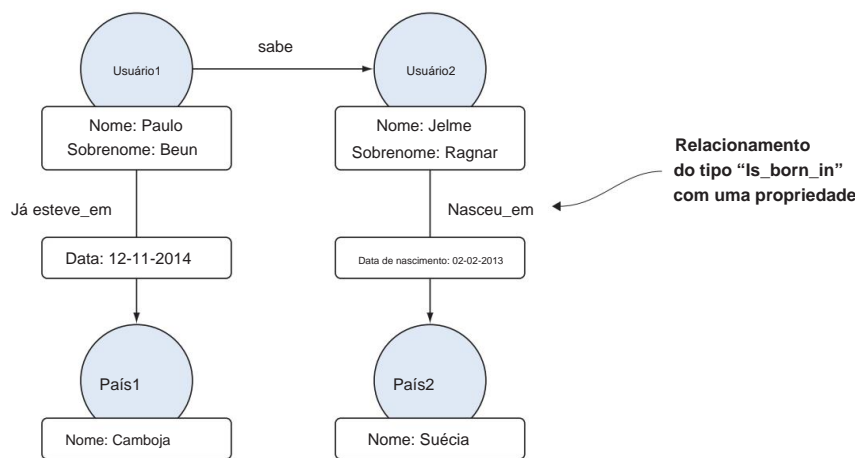 sabe
Usuário1
Usuário2
Nome: Paulo
Sobrenome: Beun
Nome: Jelme
Sobrenome: Ragnar
Relacionamento
do tipo “Is_born_in”
com uma propriedade
Já esteve_em
Nasceu_em
Data: 12-11-2014
Data de nascimento: 02-02-2013
País1
País2
Nome: Camboja
Nome: Suécia